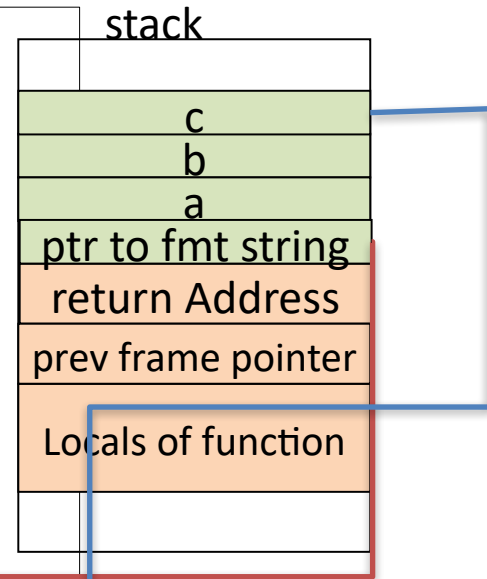 stack
c
b
a
ptr to fmt string
return Address
prev frame pointer
Locals of function